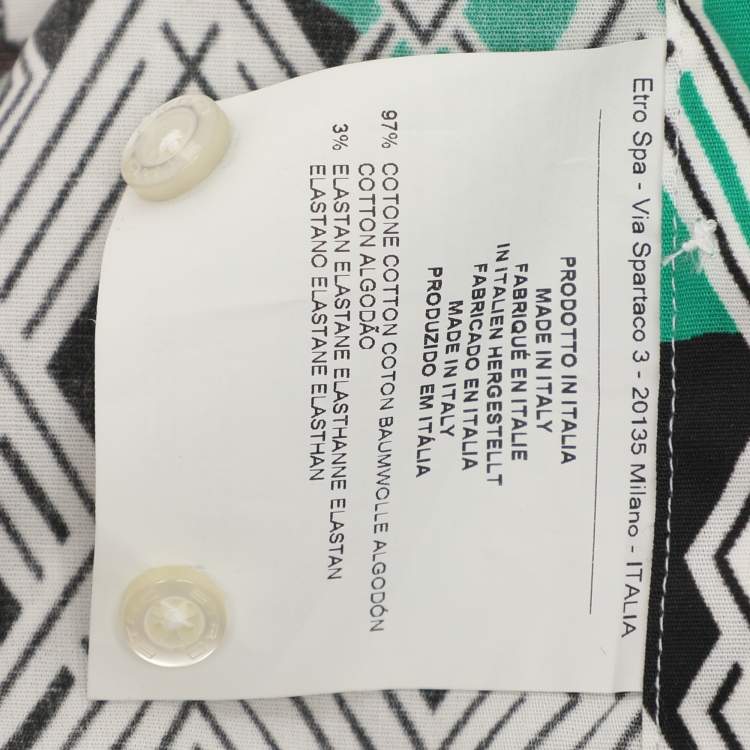 Etro Spa - Via Spartaco 3 - 20135 Milano - ITALIA
PRODOTTO IN ITALIA
MADE IN ITALY
FABRIQUÉ EN ITALIE
IN ITALIEN HERGESTELLT
FABRICADO EN ITALIA
MADE IN ITALY
PRODUZIDO EM ITÁLIA
97% COTONE COTTON COTON BAUMWOLLE ALGODÓN
COTTON ALGODÃO
3% ELASTAN ELASTANE ELASTHANNE ELASTAN
ELASTANO ELASTANE ELASTHAN